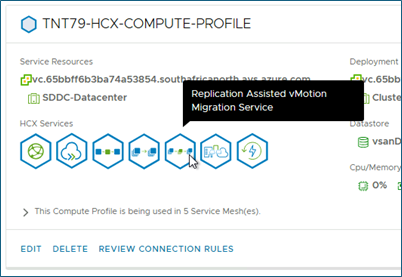 TNT79-HCX-COMPUTE-PROFILE
Service Resources
Deployment
vc.65bbff6b3ba74a53854.southafricanorth.avs.azure.com
vc.65bb
SDDC-Datacenter
Cluste
Replication Assisted vMotion
Migration Service
HCX Services
Datastore
vsanD
Cpu/Memory
0%
This Compute Profile is being used in 5 Service Mesh(es).
EDIT DELETE REVIEW CONNECTION RULES